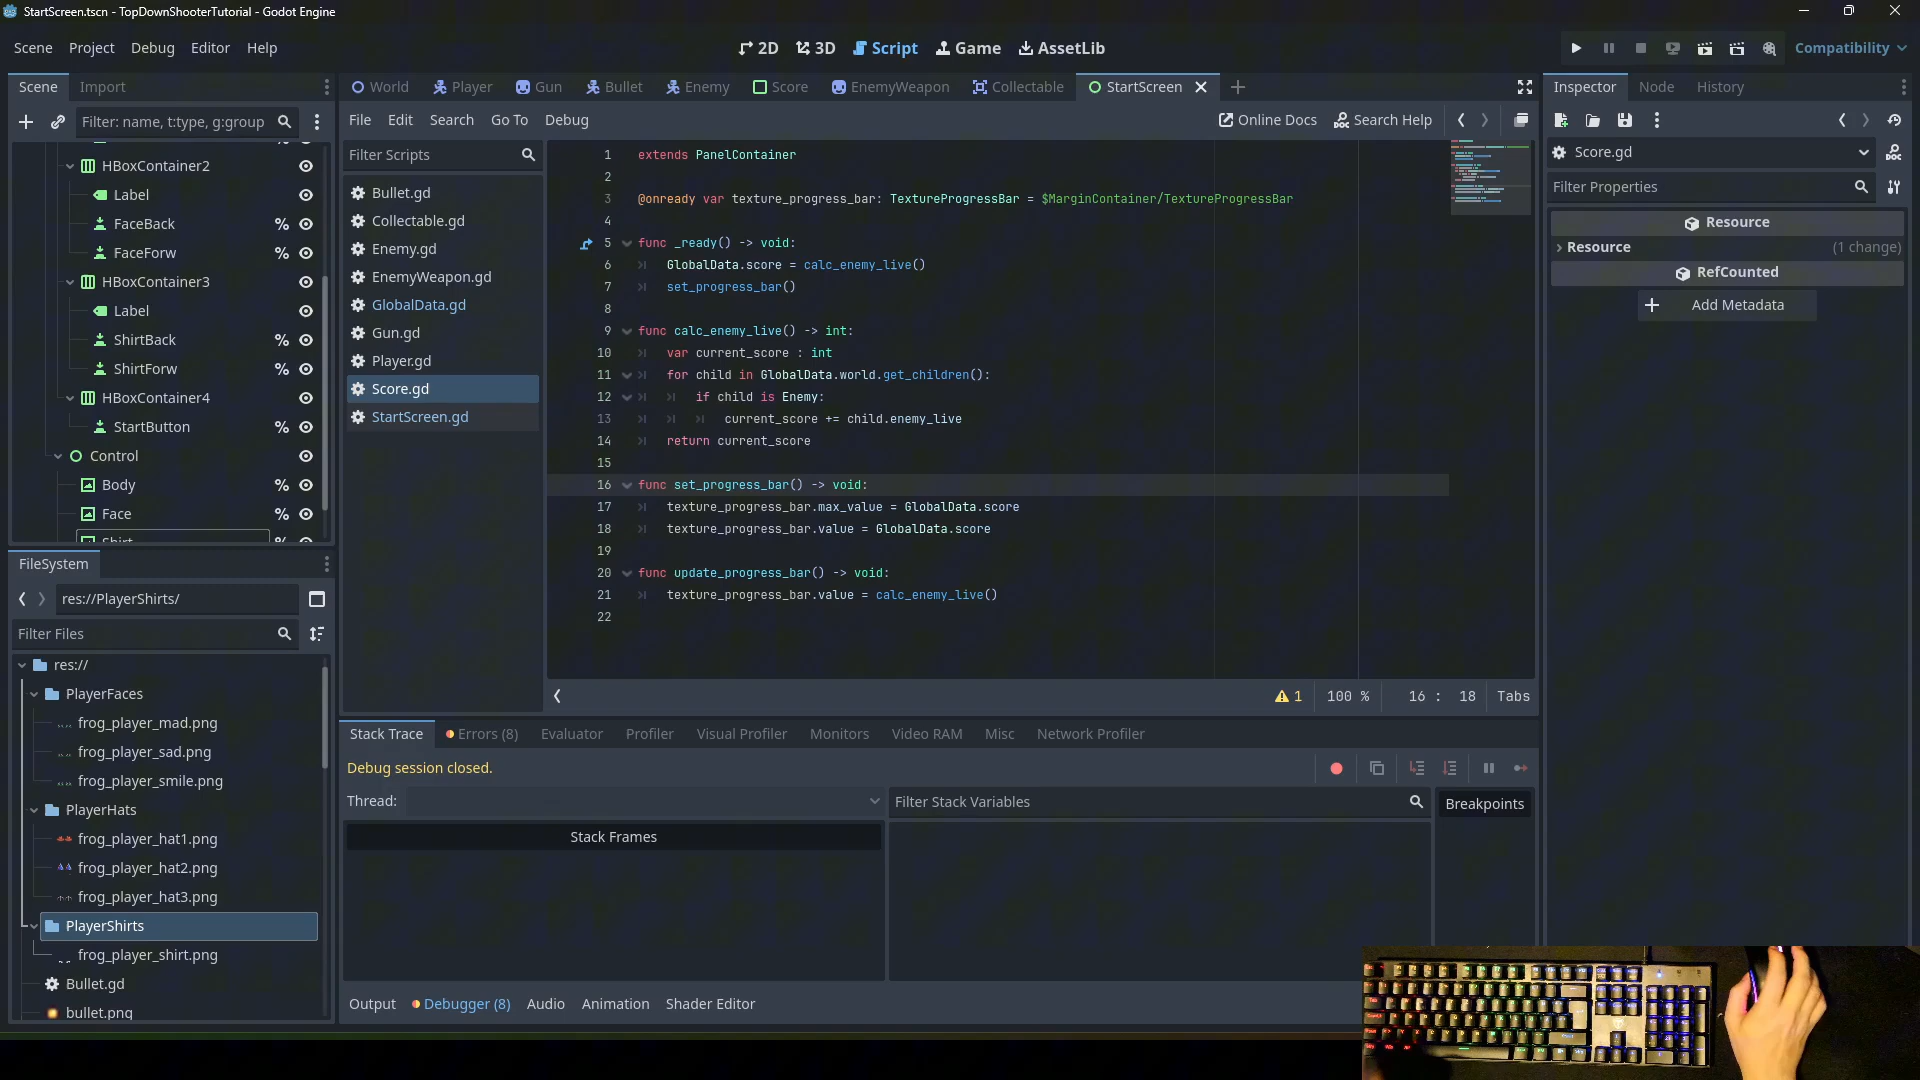 StartScreen.tscn - TopDownShooterTutorial - Godot Engine
Scene Project Debug Editor Help
2D 3D Script Game AssetLib
Compatibility
Scene Import
World Player Gun Bullet Enemy Score EnemyWeapon Collectable StartScreen
Inspector Node History
Filter: name, t:type, g:group
File Edit Search Go To Debug
Online Docs Search Help
HBoxContainer2
Label
FaceBack %
FaceForw %
HBoxContainer3
Label
ShirtBack %
ShirtForw %
HBoxContainer4
StartButton %
Control
Body %
Face %
Shirt %
Filter Scripts
Bullet.gd
Collectable.gd
Enemy.gd
EnemyWeapon.gd
GlobalData.gd
Gun.gd
Player.gd
Score.gd
StartScreen.gd
1 extends PanelContainer
2
3 @onready var texture_progress_bar: TextureProgressBar = $MarginContainer/TextureProgressBar
4
5 func _ready() -> void:
6 GlobalData.score = calc_enemy_live()
7 set_progress_bar()
8
9 func calc_enemy_live() -> int:
10 var current_score : int
11 for child in GlobalData.world.get_children():
12 if child is Enemy:
13 current_score += child.enemy_live
14 return current_score
15
16 func set_progress_bar() -> void:
17 texture_progress_bar.max_value = GlobalData.score
18 texture_progress_bar.value = GlobalData.score
19
20 func update_progress_bar() -> void:
21 texture_progress_bar.value = calc_enemy_live()
22
1 100 % 16 : 18 Tabs
Score.gd
DOC
Filter Properties
Resource
Resource (1 change)
RefCounted
Add Metadata
FileSystem
res://PlayerShirts/
Filter Files
res://
PlayerFaces
frog_player_mad.png
frog_player_sad.png
frog_player_smile.png
PlayerHats
frog_player_hat1.png
frog_player_hat2.png
frog_player_hat3.png
PlayerShirts
frog_player_shirt.png
Bullet.gd
bullet.png
Stack Trace Errors (8) Evaluator Profiler Visual Profiler Monitors Video RAM Misc Network Profiler
Debug session closed.
Thread:
Filter Stack Variables
Breakpoints
Stack Frames
Output Debugger (8) Audio Animation Shader Editor